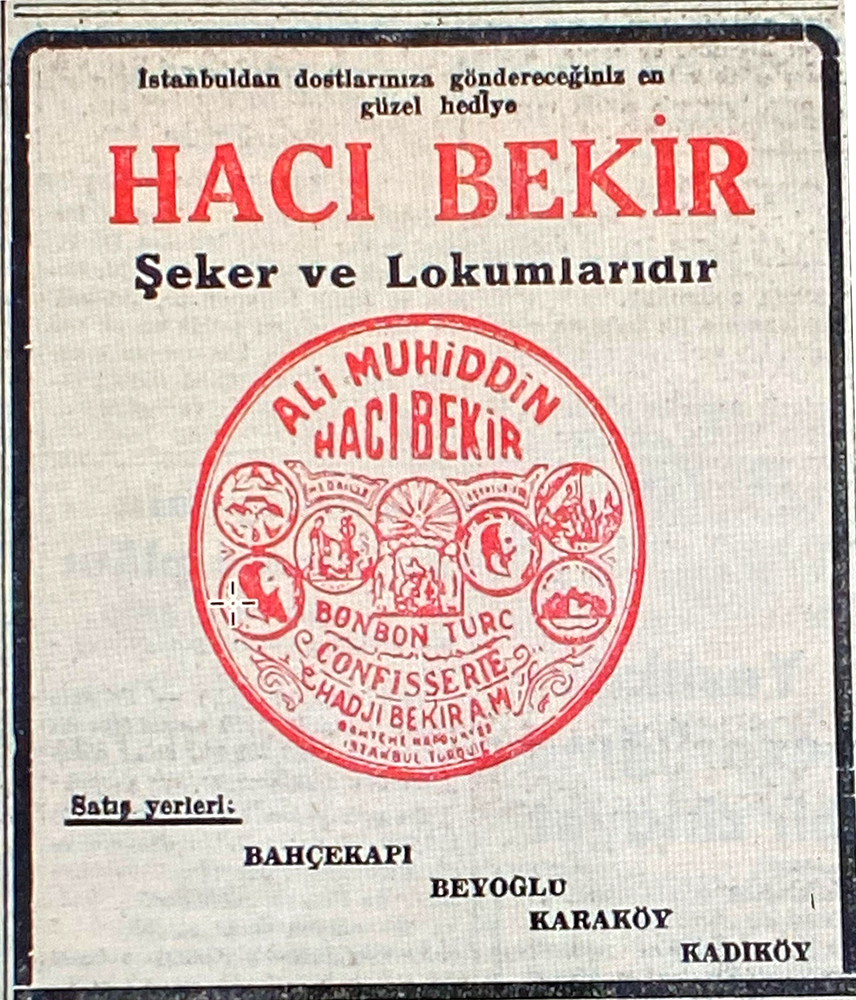 İstanbuldan dostlarınıza göndereceğiniz en
güzel hediye
HACI BEKİR
Şeker ve Lokumlarıdır
ALİ MUHİDDİN
HACI BEKİR
BONBON TURC
CONFISSERIE
HADJI BEKIR A.M.
ISTANBUL TURQUIE
Satış yerleri:
BAHÇEKAPI
BEYOĞLU
KARAKÖY
KADIKÖY